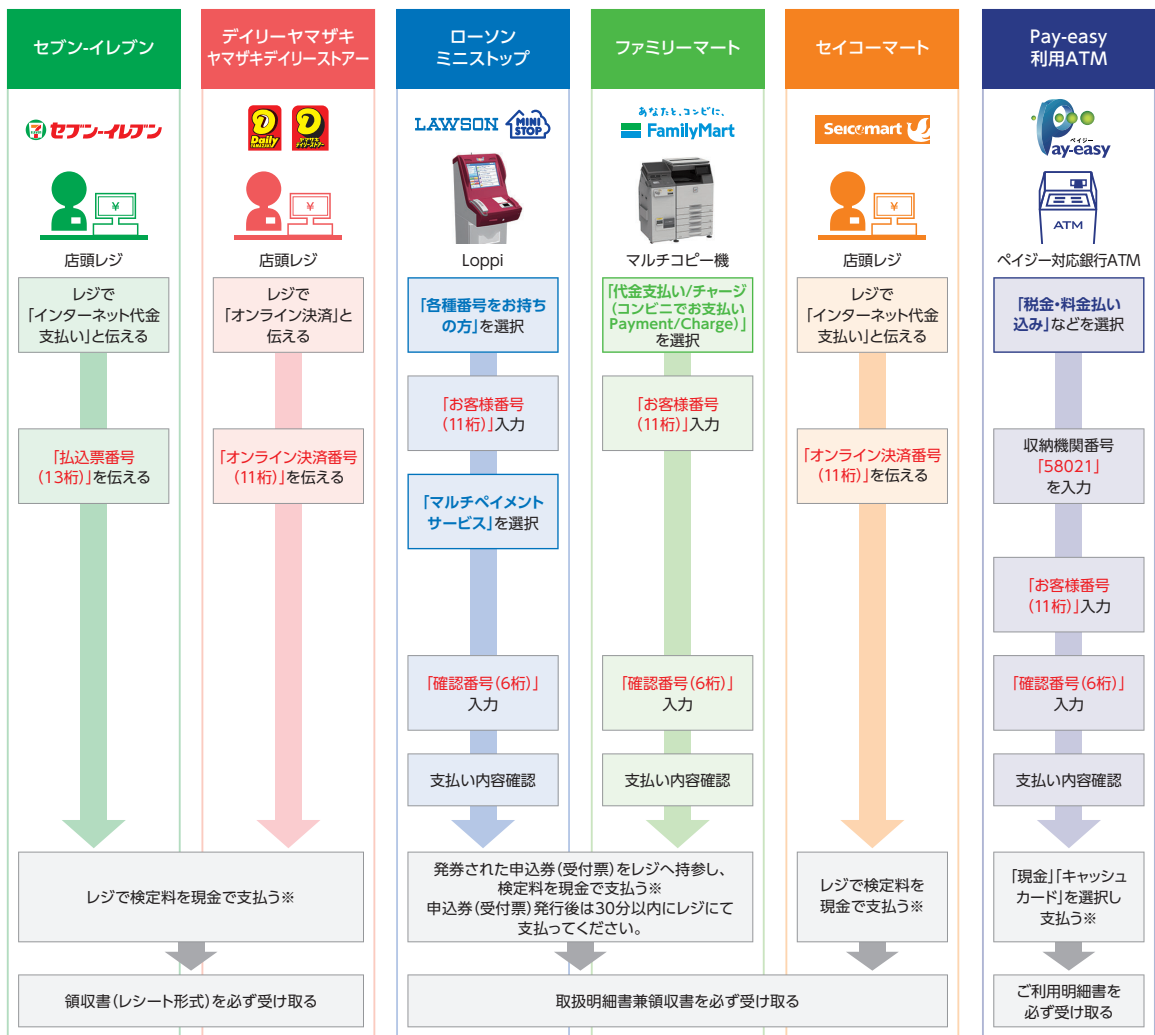 セブン-イレブン
セブン-イレブン
店頭レジ
レジで
「インターネット代金
支払い」と伝える
「払込票番号
(13桁)」を伝える
デイリーヤマザキ
ヤマザキデイリーストアー
Daily
YAMAZAKI
ヤマザキ
デイリーストアー
店頭レジ
レジで
「オンライン決済」と
伝える
「オンライン決済番号
(11桁)」を伝える
レジで検定料を現金で支払う※
領収書(レシート形式)を必ず受け取る
ローソン
ミニストップ
LAWSON
MINI
STOP
Loppi
「各種番号をお持ち
の方」を選択
「お客様番号
(11桁)」入力
「マルチペイメント
サービス」を選択
「確認番号(6桁)」
入力
支払い内容確認
ファミリーマート
あなたと、コンビに、
FamilyMart
マルチコピー機
「代金支払い/チャージ
(コンビニでお支払い
Payment/Charge)」
を選択
「お客様番号
(11桁)」入力
「確認番号(6桁)」
入力
支払い内容確認
発券された申込券(受付票)をレジへ持参し、
検定料を現金で支払う※
申込券(受付票)発行後は30分以内にレジにて
支払ってください。
セイコーマート
Seicomart
店頭レジ
レジで
「インターネット代金
支払い」と伝える
「オンライン決済番号
(11桁)」を伝える
レジで検定料を
現金で支払う※
取扱明細書兼領収書を必ず受け取る
Pay-easy
利用ATM
ペイジー
Pay-easy
ATM
ペイジー対応銀行ATM
「税金・料金払い
込み」などを選択
収納機関番号
「58021」
を入力
「お客様番号
(11桁)」入力
「確認番号(6桁)」
入力
支払い内容確認
「現金」「キャッシュ
カード」を選択し
支払う※
ご利用明細書を
必ず受け取る